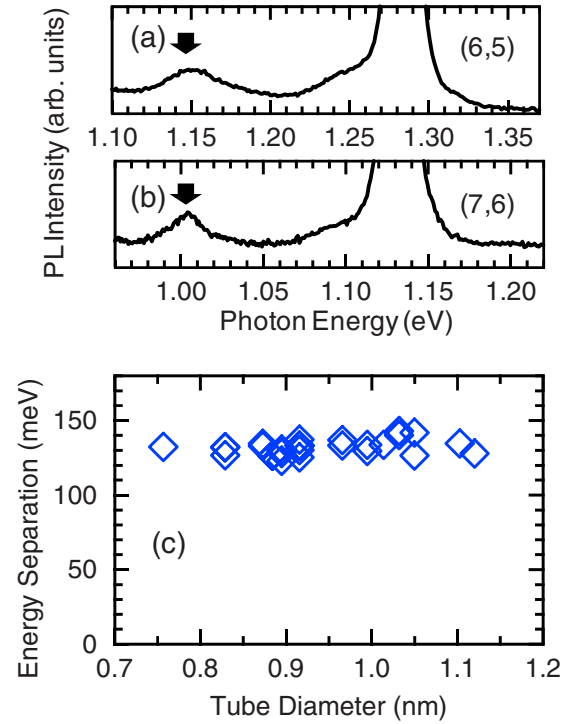 (a)
(6,5)
1.10 1.15 1.20 1.25 1.30 1.35
PL Intensity (arb. units)
(b)
(7,6)
1.00 1.05 1.10 1.15 1.20
Photon Energy (eV)
Energy Separation (meV)
150
100
50
0
(c)
0.7 0.8 0.9 1.0 1.1 1.2
Tube Diameter (nm)